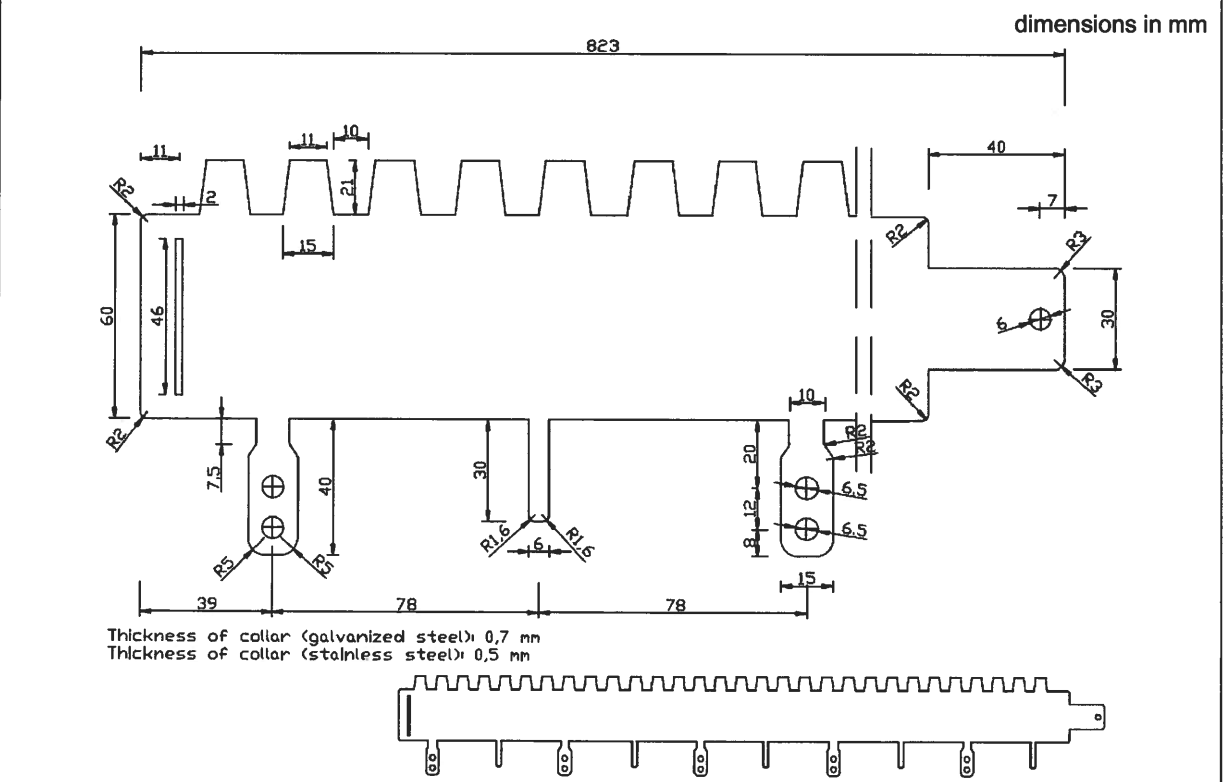 dimensions in mm
823
11
11
10
21
40
R2
2
7
15
R2
R3
60
46
6
30
R2
10
R2
R3
R2
R2
7.5
40
30
20
6.5
12
6.5
8
R1,6
6
R1,6
R5
R5
15
39
78
78
Thickness of collar (galvanized steel): 0,7 mm
Thickness of collar (stainless steel): 0,5 mm